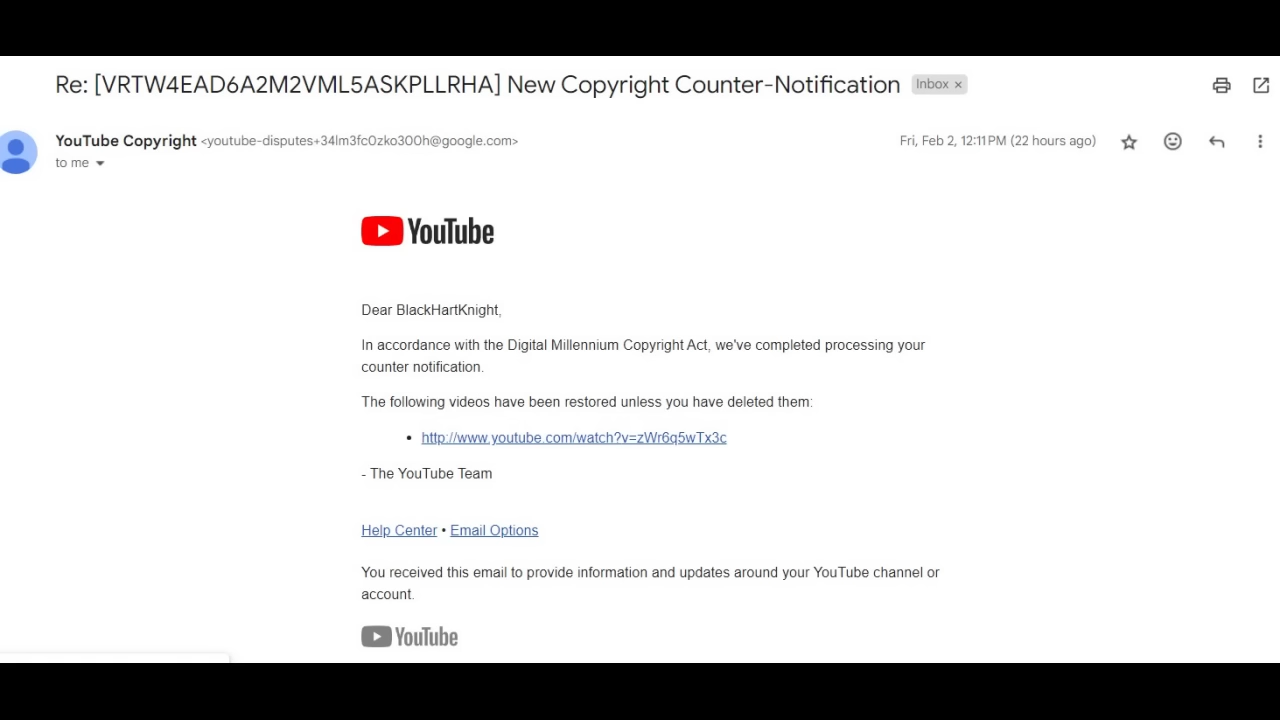 Re: [VRTW4EAD6A2M2VML5ASKPLLRHA] New Copyright Counter-Notification Inbox ×
YouTube Copyright <youtube-disputes+34lm3fc0zko300h@google.com> Fri, Feb 2, 12:11 PM (22 hours ago)
to me
YouTube
Dear BlackHartKnight,
In accordance with the Digital Millennium Copyright Act, we've completed processing your
counter notification.
The following videos have been restored unless you have deleted them:
• http://www.youtube.com/watch?v=zWr6q5wTx3c
- The YouTube Team
Help Center • Email Options
You received this email to provide information and updates around your YouTube channel or
account.
YouTube